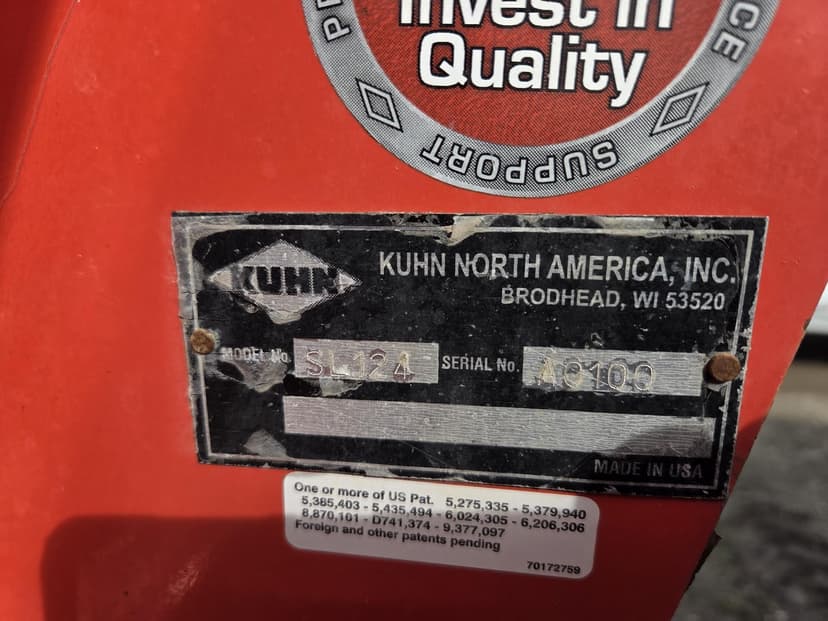 Invest in
Quality
SUPPORT
KUHN
KUHN NORTH AMERICA, INC.
BRODHEAD, WI 53520
MODEL No. SL124 SERIAL No. A0100
MADE IN USA
One or more of US Pat. 5,275,335 - 5,379,940
5,385,403 - 5,435,494 - 6,024,305 - 6,206,306
8,870,101 - D741,374 - 9,377,097
Foreign and other patents pending
70172759